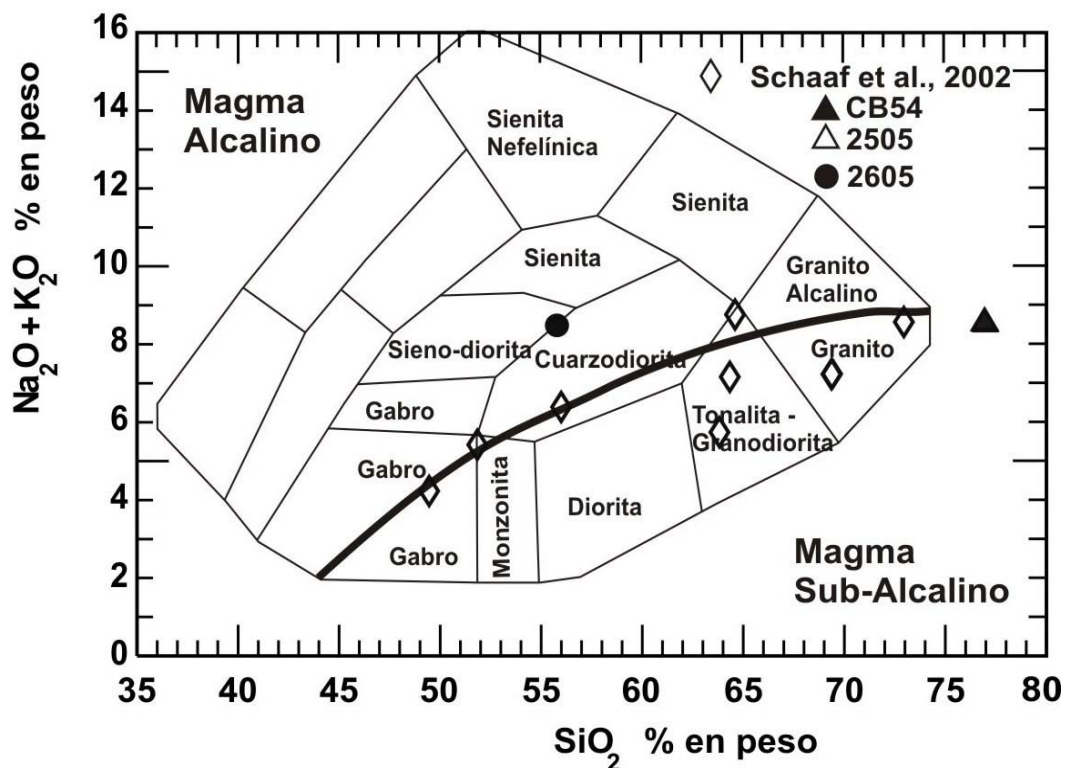 16
14
12
10
8
6
4
2
0
Na2O + K2O % en peso
35 40 45 50 55 60 65 70 75 80
SiO2 % en peso
Magma
Alcalino
Schaaf et al., 2002
CB54
2505
2605
Sienita
Nefelínica
Sienita
Sienita
Granito
Alcalino
Sieno-diorita
Cuarzodiorita
Granito
Gabro
Tonalita -
Granodiorita
Gabro
Monzonita
Diorita
Gabro
Magma
Sub-Alcalino